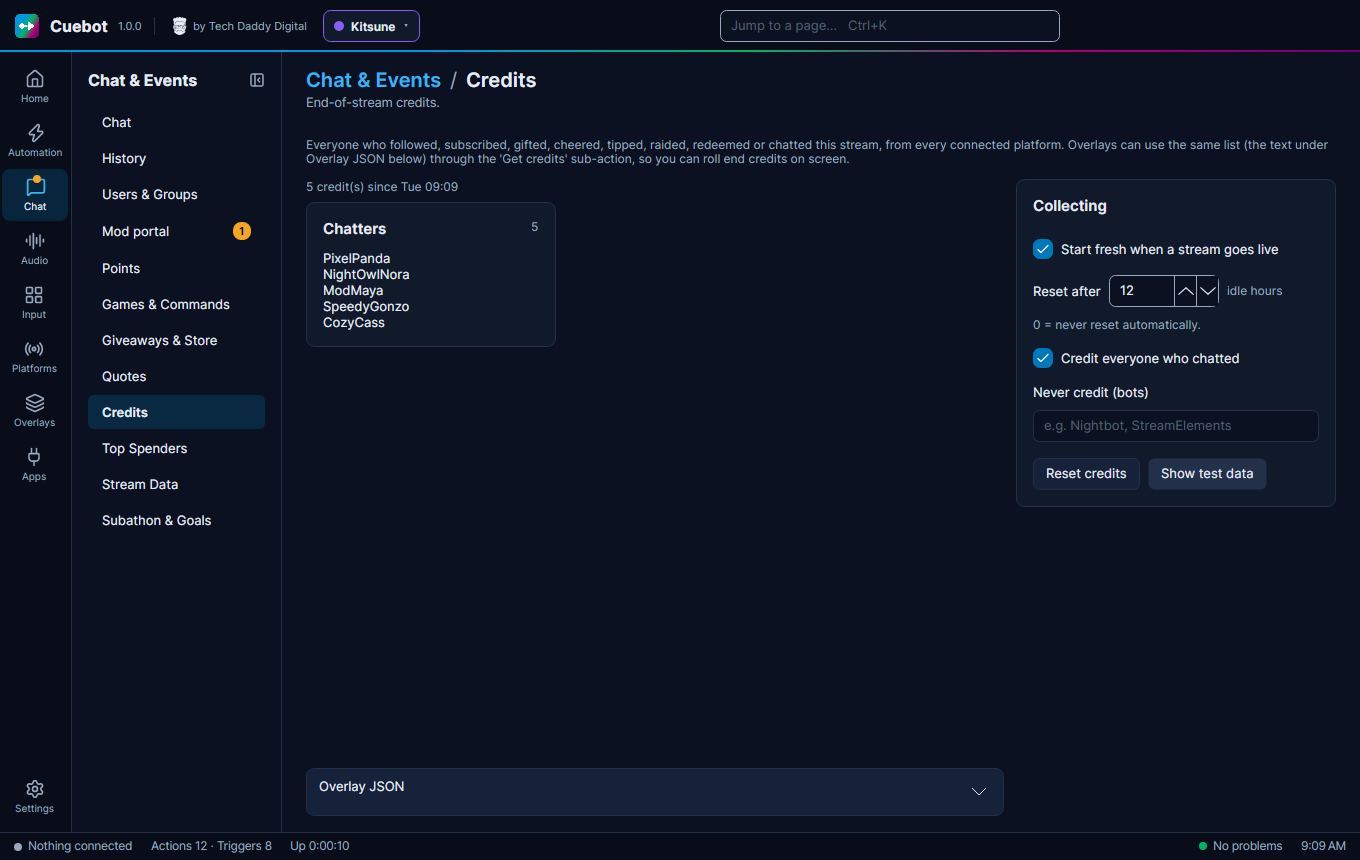 Cuebot 1.0.0 by Tech Daddy Digital Kitsune Jump to a page... Ctrl+K
Home
Automation
Chat
Audio
Input
Platforms
Overlays
Apps
Settings
Chat & Events
Chat
History
Users & Groups
Mod portal 1
Points
Games & Commands
Giveaways & Store
Quotes
Credits
Top Spenders
Stream Data
Subathon & Goals
Chat & Events / Credits
End-of-stream credits.
Everyone who followed, subscribed, gifted, cheered, tipped, raided, redeemed or chatted this stream, from every connected platform. Overlays can use the same list (the text under
Overlay JSON below) through the 'Get credits' sub-action, so you can roll end credits on screen.
5 credit(s) since Tue 09:09
Chatters 5
PixelPanda
NightOwlNora
ModMaya
SpeedyGonzo
CozyCass
Collecting
Start fresh when a stream goes live
Reset after 12 idle hours
0 = never reset automatically.
Credit everyone who chatted
Never credit (bots)
e.g. Nightbot, StreamElements
Reset credits Show test data
Overlay JSON
Nothing connected Actions 12 · Triggers 8 Up 0:00:10 No problems 9:09 AM